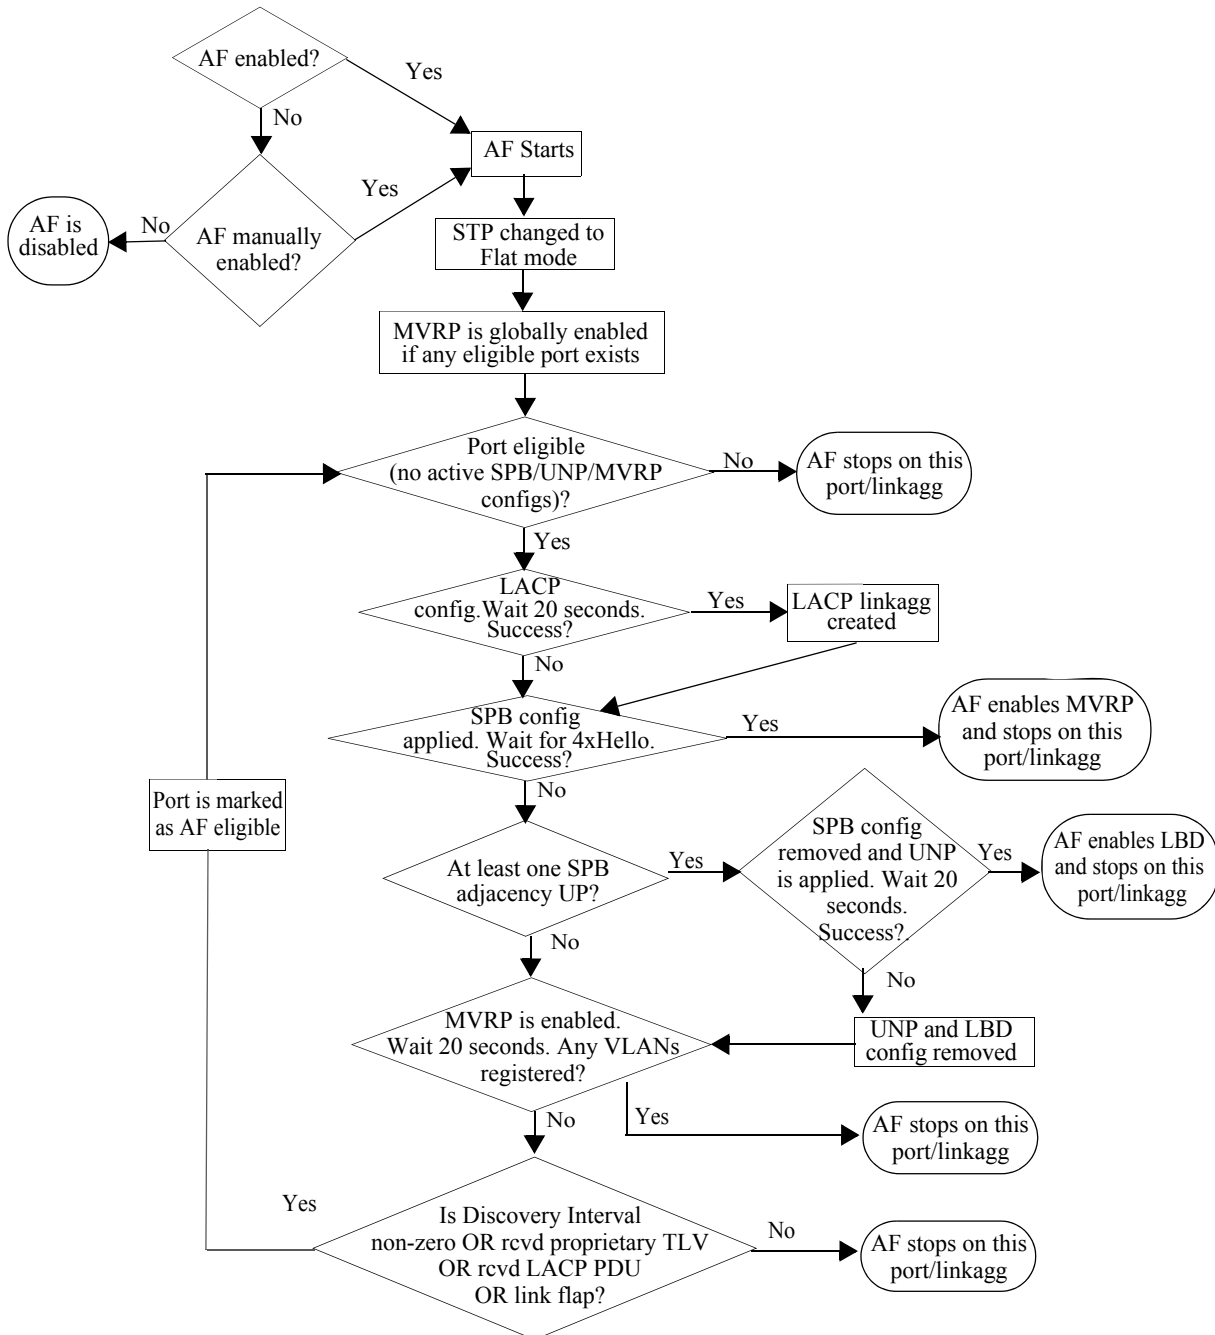 AF enabled?
Yes
No
AF Starts
Yes
AF is
disabled
No
AF manually
enabled?
STP changed to
Flat mode
MVRP is globally enabled
if any eligible port exists
Port eligible
(no active SPB/UNP/MVRP
configs)?
No
AF stops on this
port/linkagg
Yes
LACP
config.Wait 20 seconds.
Success?
Yes
LACP linkagg
created
No
SPB config
applied. Wait for 4xHello.
Success?
Yes
AF enables MVRP
and stops on this
port/linkagg
No
Port is marked
as AF eligible
At least one SPB
adjacency UP?
Yes
SPB config
removed and UNP
is applied. Wait 20
seconds.
Success?.
Yes
AF enables LBD
and stops on this
port/linkagg
No
No
UNP and LBD
config removed
MVRP is enabled.
Wait 20 seconds. Any VLANs
registered?
Yes
AF stops on this
port/linkagg
No
Yes
Is Discovery Interval
non-zero OR rcvd proprietary TLV
OR rcvd LACP PDU
OR link flap?
No
AF stops on this
port/linkagg